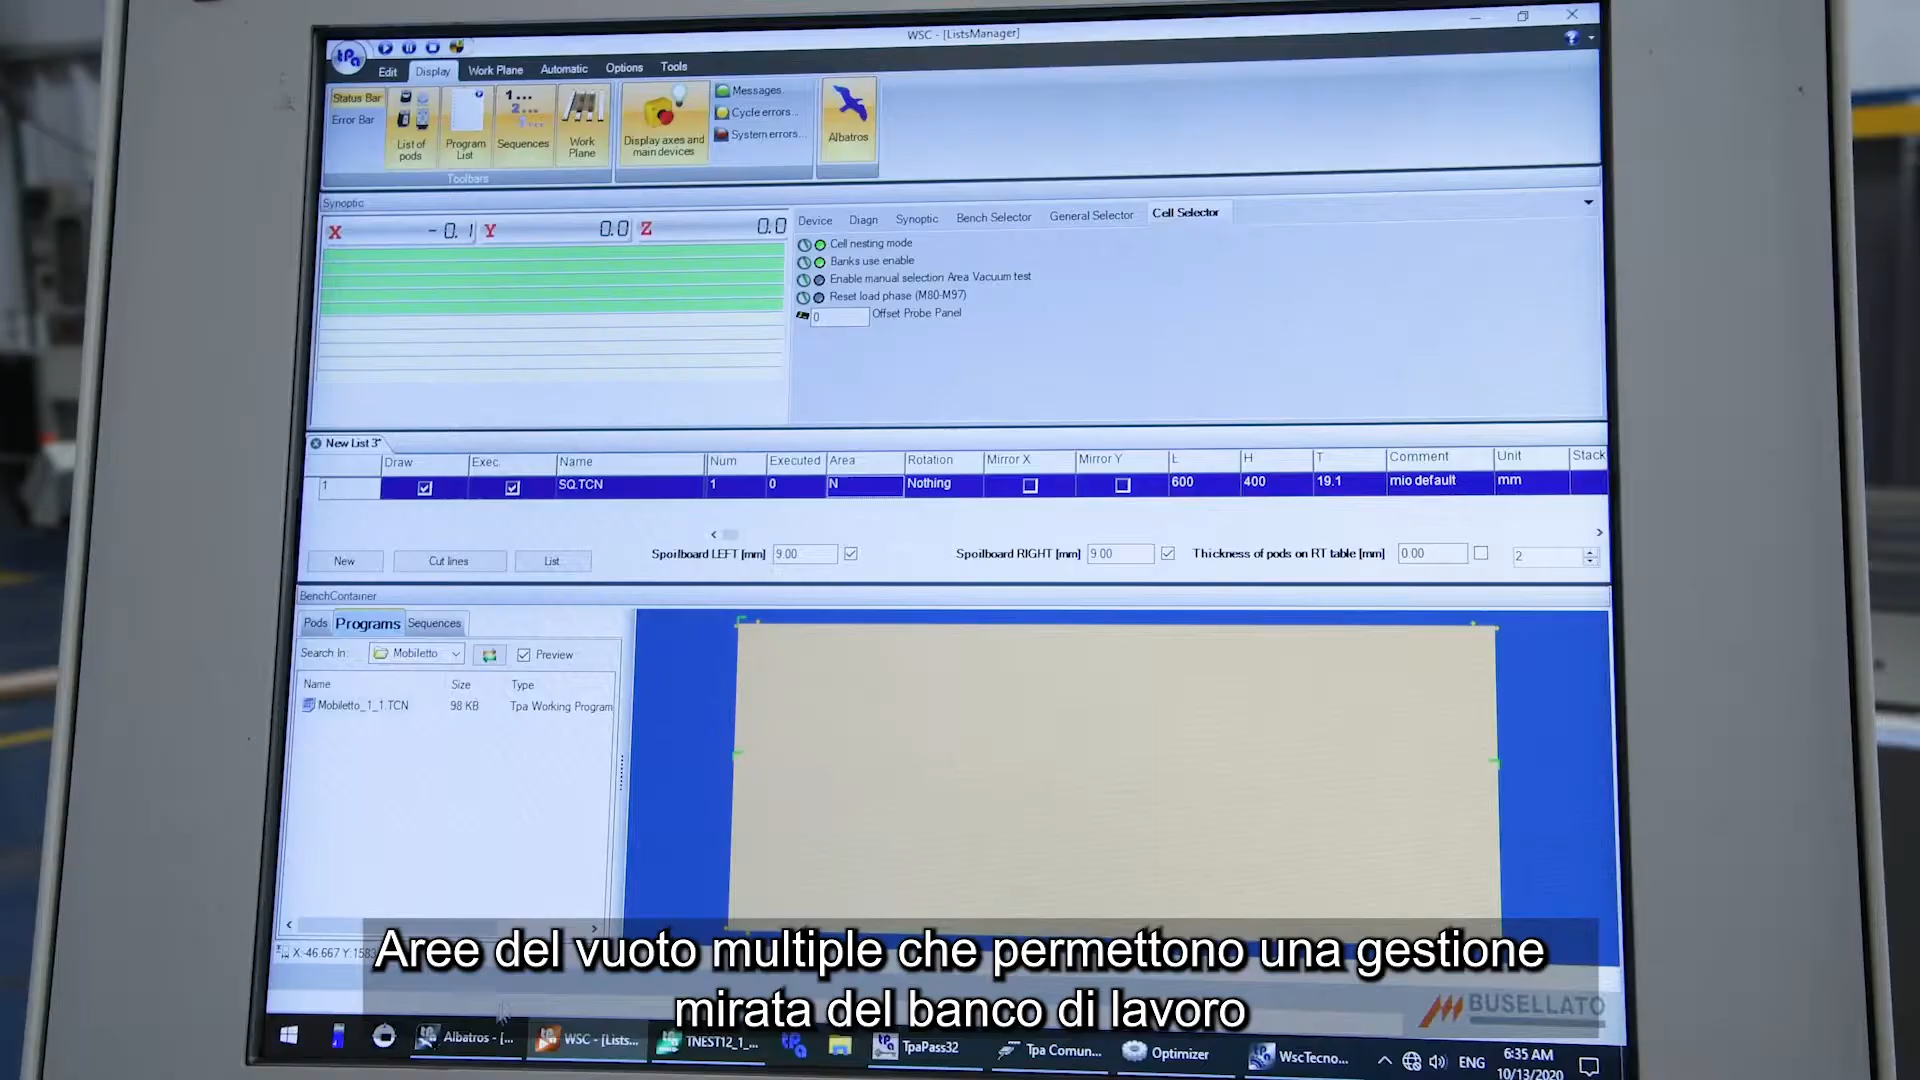 WSC - [ListsManager]
Edit Display Work Plane Automatic Options Tools
Status Bar
Error Bar
List of pods
Program List
Sequences
Work Plane
Toolbars
Display axes and main devices
Messages...
Cycle errors...
System errors...
Albatros
Synoptic
X -0.1 Y 0.0 Z 0.0
Device Diagn Synoptic Bench Selector General Selector Cell Selector
Cell nesting mode
Banks use enable
Enable manual selection Area Vacuum test
Reset load phase (M80-M97)
0 Offset Probe Panel
New List 3*
Draw Exec. Name Num Executed Area Rotation Mirror X Mirror Y L H T Comment Unit Stack
1 SQ.TCN 1 0 N Nothing 600 400 19.1 mio default mm
New Cut lines List
Spoilboard LEFT [mm] 9.00 Spoilboard RIGHT [mm] 9.00 Thickness of pods on RT table [mm] 0.00 2
BenchContainer
Pods Programs Sequences
Search In: Mobiletto Preview
Name Size Type
Mobiletto_1_1.TCN 98 KB Tpa Working Program
X:-46.667 Y:1583
Aree del vuoto multiple che permettono una gestione
mirata del banco di lavoro
BUSELLATO
Albatros - [... WSC - [Lists... TNEST12_1_... TpaPass32 Tpa Comun... Optimizer WscTecno... ENG 6:35 AM
10/13/2020